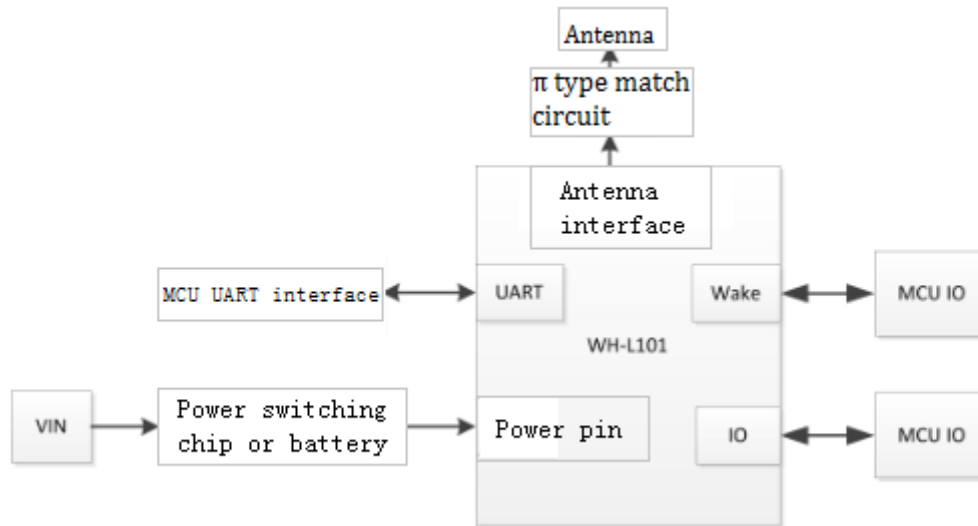 Antenna
π type match
circuit
Antenna
interface
MCU UART interface
UART
Wake
MCU IO
WH-L101
VIN
Power switching
chip or battery
Power pin
IO
MCU IO